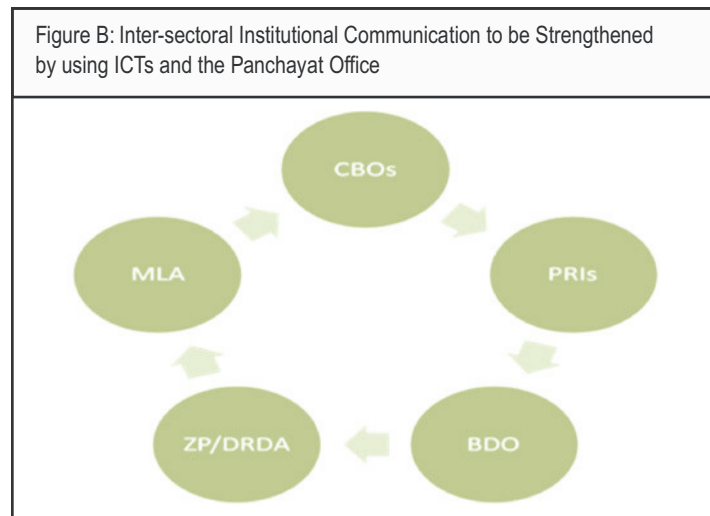 Figure B: Inter-sectoral Institutional Communication to be Strengthened
by using ICTs and the Panchayat Office
CBOs
PRIs
BDO
ZP/DRDA
MLA